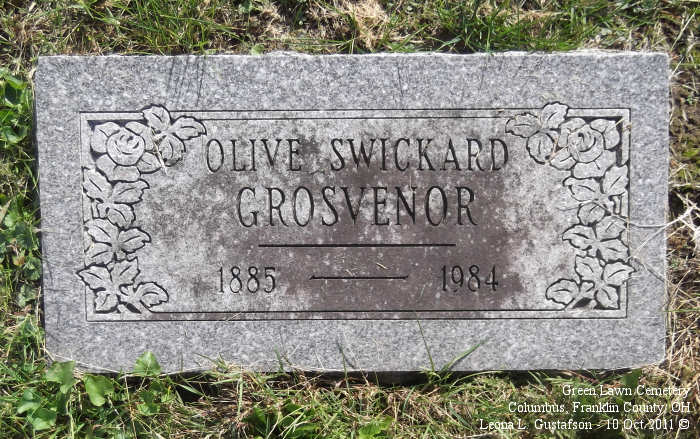 OLIVE SWICKARD
GROSVENOR
1885 — 1984
Green Lawn Cemetery
Columbus, Franklin County, OH
Leona L. Gustafson - 10 Oct 2011 ©